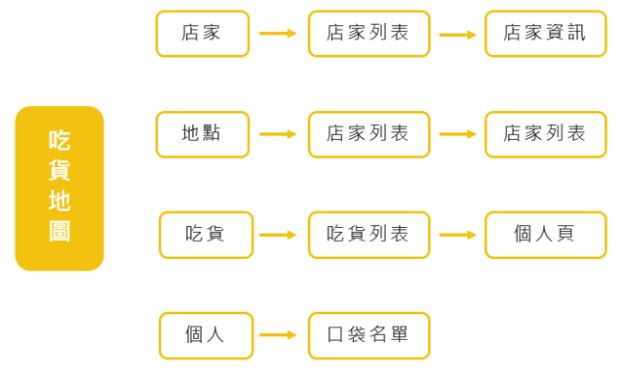 吃貨地圖
店家
店家列表
店家資訊
地點
店家列表
店家列表
吃貨
吃貨列表
個人頁
個人
口袋名單